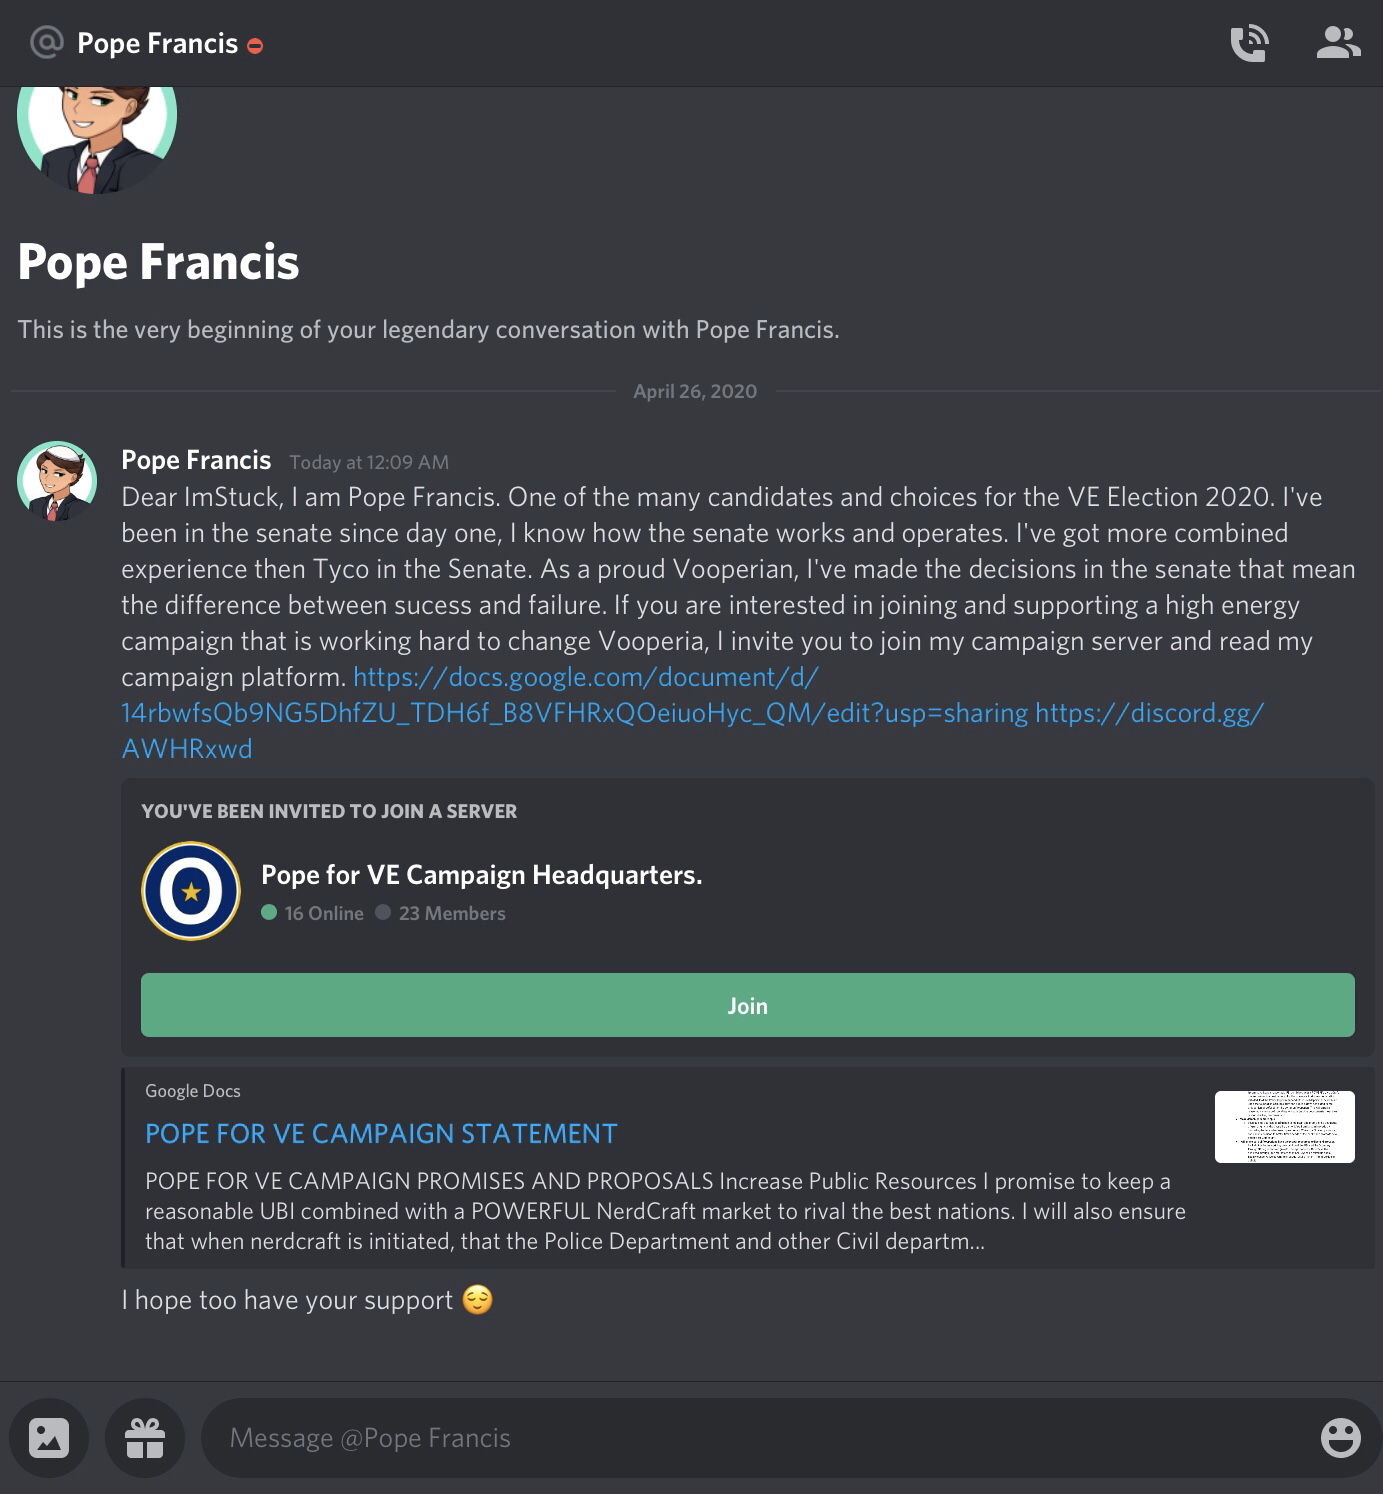 @ Pope Francis
Pope Francis
This is the very beginning of your legendary conversation with Pope Francis.
April 26, 2020
Pope Francis Today at 12:09 AM
Dear ImStuck, I am Pope Francis. One of the many candidates and choices for the VE Election 2020. I've
been in the senate since day one, I know how the senate works and operates. I've got more combined
experience then Tyco in the Senate. As a proud Vooperian, I've made the decisions in the senate that mean
the difference between sucess and failure. If you are interested in joining and supporting a high energy
campaign that is working hard to change Vooperia, I invite you to join my campaign server and read my
campaign platform. https://docs.google.com/document/d/
14rbwfsQb9NG5DhfZU_TDH6f_B8VFHRxQOeiuoHyc_QM/edit?usp=sharing https://discord.gg/
AWHRxwd
YOU'VE BEEN INVITED TO JOIN A SERVER
Pope for VE Campaign Headquarters.
16 Online 23 Members
Join
Google Docs
POPE FOR VE CAMPAIGN STATEMENT
POPE FOR VE CAMPAIGN PROMISES AND PROPOSALS Increase Public Resources I promise to keep a
reasonable UBI combined with a POWERFUL NerdCraft market to rival the best nations. I will also ensure
that when nerdcraft is initiated, that the Police Department and other Civil departm...
I hope too have your support 😌
Message @Pope Francis